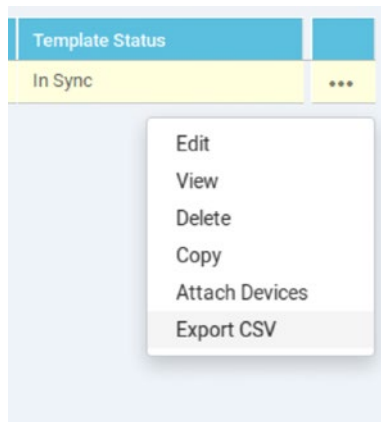 Template Status
In Sync
Edit
View
Delete
Copy
Attach Devices
Export CSV